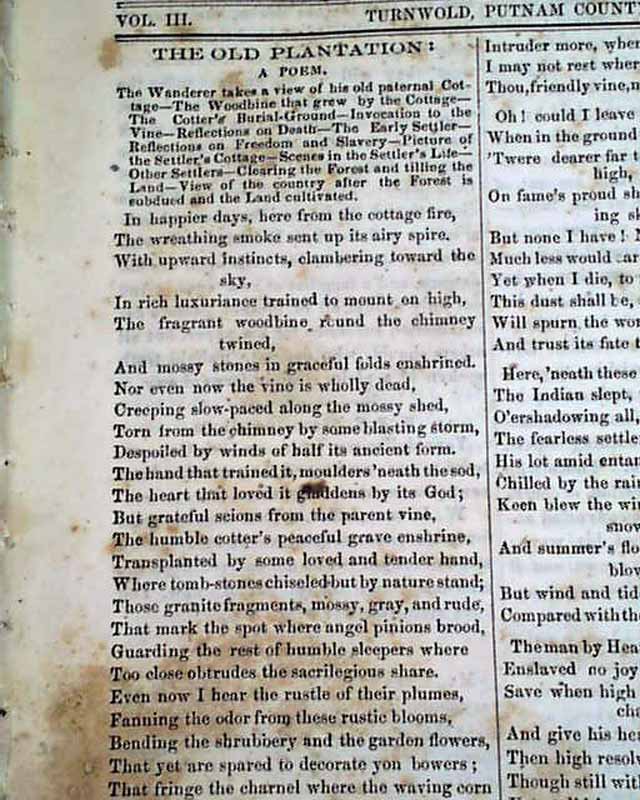 VOL. III.
TURNWOLD, PUTNAM COUNT
THE OLD PLANTATION:
A POEM.
The Wanderer takes a view of his old paternal Cot-
tage—The Woodbine that grew by the Cottage—
The Cotter's Burial-Ground—Invocation to the
Vine—Reflections on Death—The Early Settler—
Reflections on Freedom and Slavery—Picture of
the Settler's Cottage—Scenes in the Settler's Life—
Other Settlers—Clearing the Forest and tilling the
Land—View of the country after the Forest is
subdued and the Land cultivated.
In happier days, here from the cottage fire,
The wreathing smoke sent up its airy spire.
With upward instincts, clambering toward the
sky,
In rich luxuriance trained to mount on high,
The fragrant woodbine round the chimney
twined,
And mossy stones in graceful folds enshrined.
Nor even now the vine is wholly dead,
Creeping slow-paced along the mossy shed,
Torn from the chimney by some blasting storm,
Despoiled by winds of half its ancient form.
The hand that trained it, moulders 'neath the sod,
The heart that loved it gladdens by its God;
But grateful scions from the parent vine,
The humble cotter's peaceful grave enshrine,
Transplanted by some loved and tender hand,
Where tomb-stones chiseled but by nature stand;
Those granite fragments, mossy, gray, and rude,
That mark the spot where angel pinions brood,
Guarding the rest of humble sleepers where
Too close obtrudes the sacrilegious share.
Even now I hear the rustle of their plumes,
Fanning the odor from these rustic blooms,
Bending the shrubbery and the garden flowers,
That yet are spared to decorate yon bowers;
That fringe the charnel where the waving corn
Intruder more, wher
I may not rest wher
Thou, friendly vine, n
Oh! could I leave
When in the ground
'Twere dearer far t
high,
On fame's proud sh
ing s
But none I have!
Much less would car
Yet when I die, to
This dust shall be,
Will spurn the wor
And trust its fate t
Here, 'neath these
The Indian slept,
O'ershadowing all,
The fearless settle
His lot amid entan
Chilled by the rai
Keen blew the wi
snow
And summer's flo
blow
But wind and tid
Compared with th
The man by Hea
Enslaved no joy
Save when high
cha
And give his he
Then high resolv
Though still wit